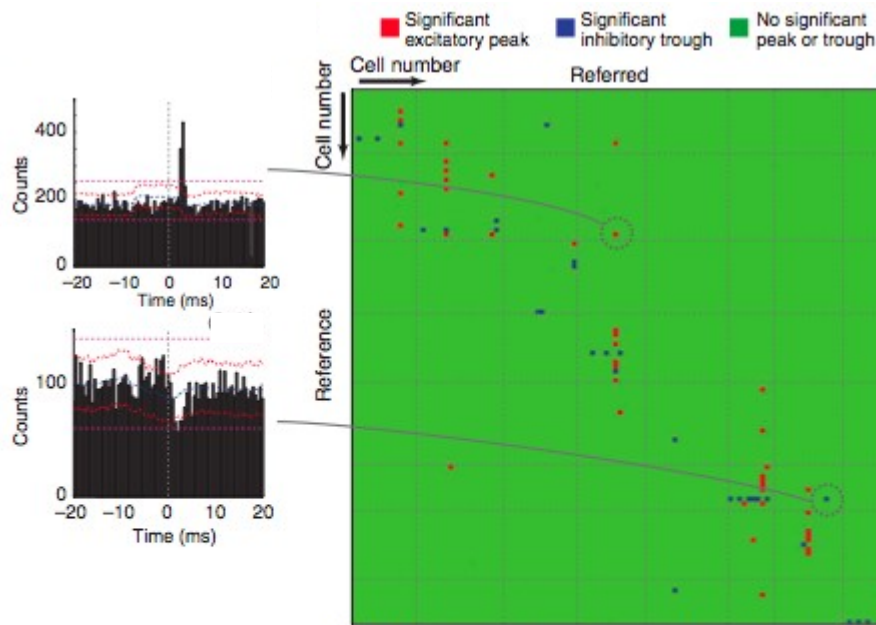 Significant
excitatory peak
Significant
inhibitory trough
No significant
peak or trough
Cell number
Referred
Cell number
Reference
400
200
0
Counts
–20
–10
0
10
20
Time (ms)
100
0
Counts
–20
–10
0
10
20
Time (ms)